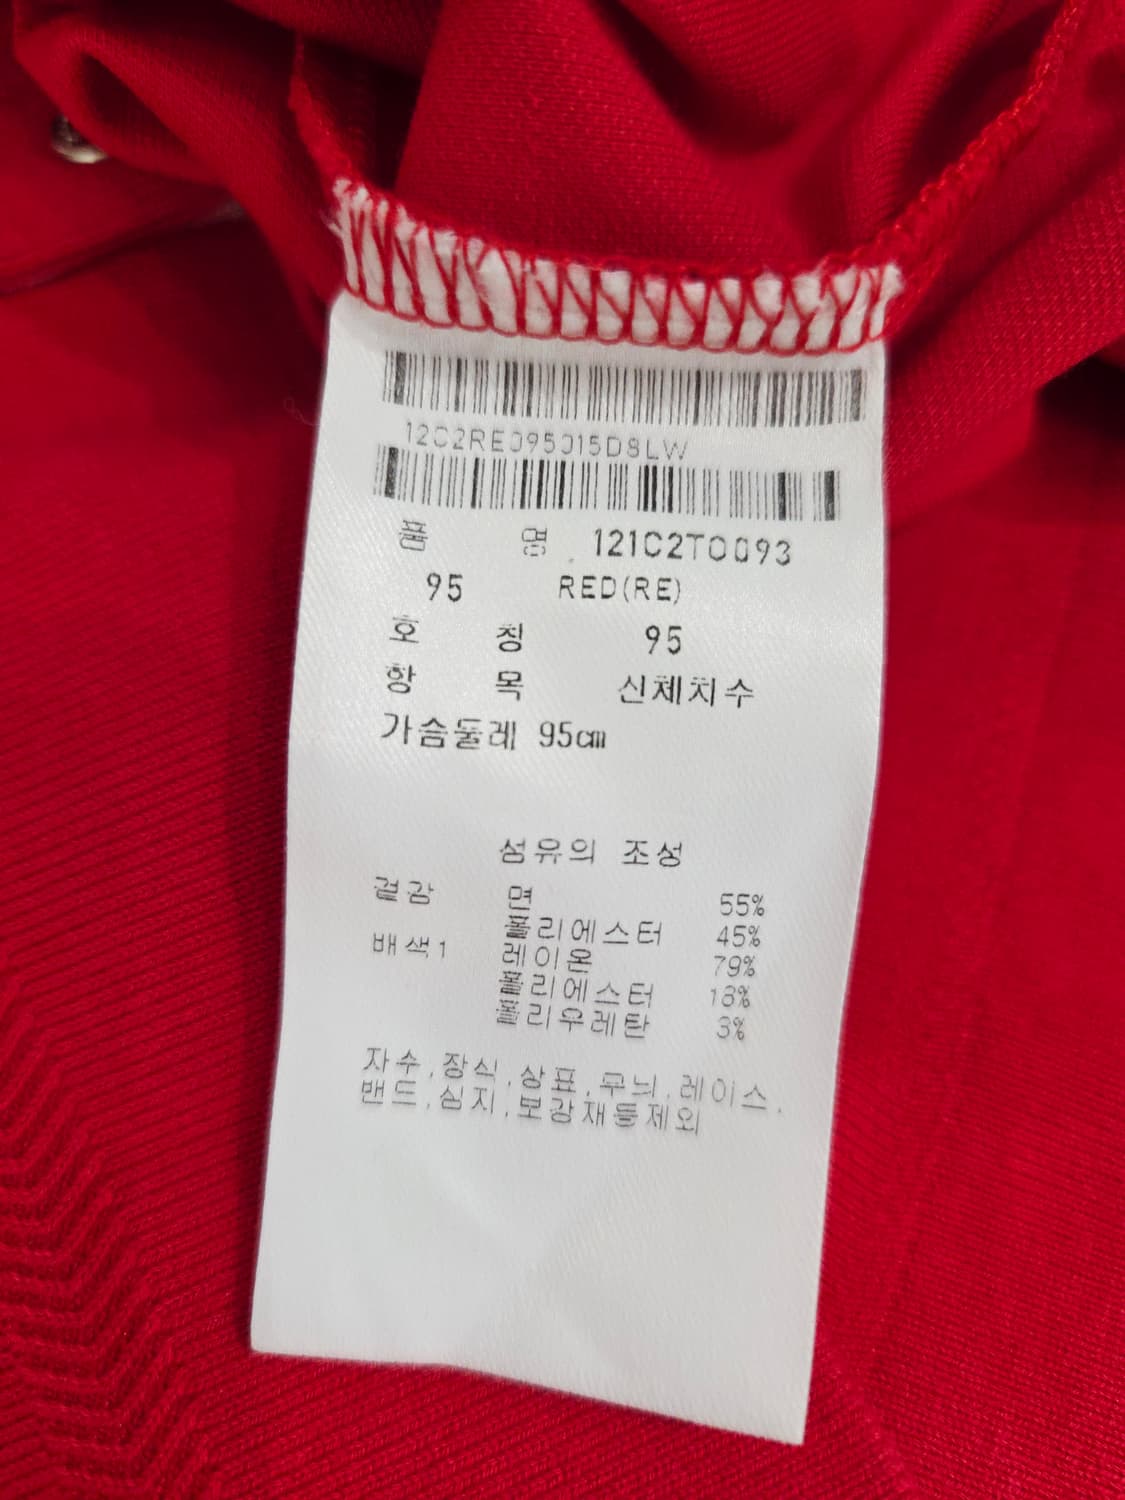 12C2RE095015D8LW
품 명 121C2TO093
95 RED(RE)
호 칭 95
항 목 신체치수
가슴둘레 95cm
섬유의 조성
겉감 면 55%
폴리에스터 45%
배색1 레이온 79%
폴리에스터 18%
폴리우레탄 3%
자수,장식,상표,무늬,레이스,
밴드,심지,보강재등제외